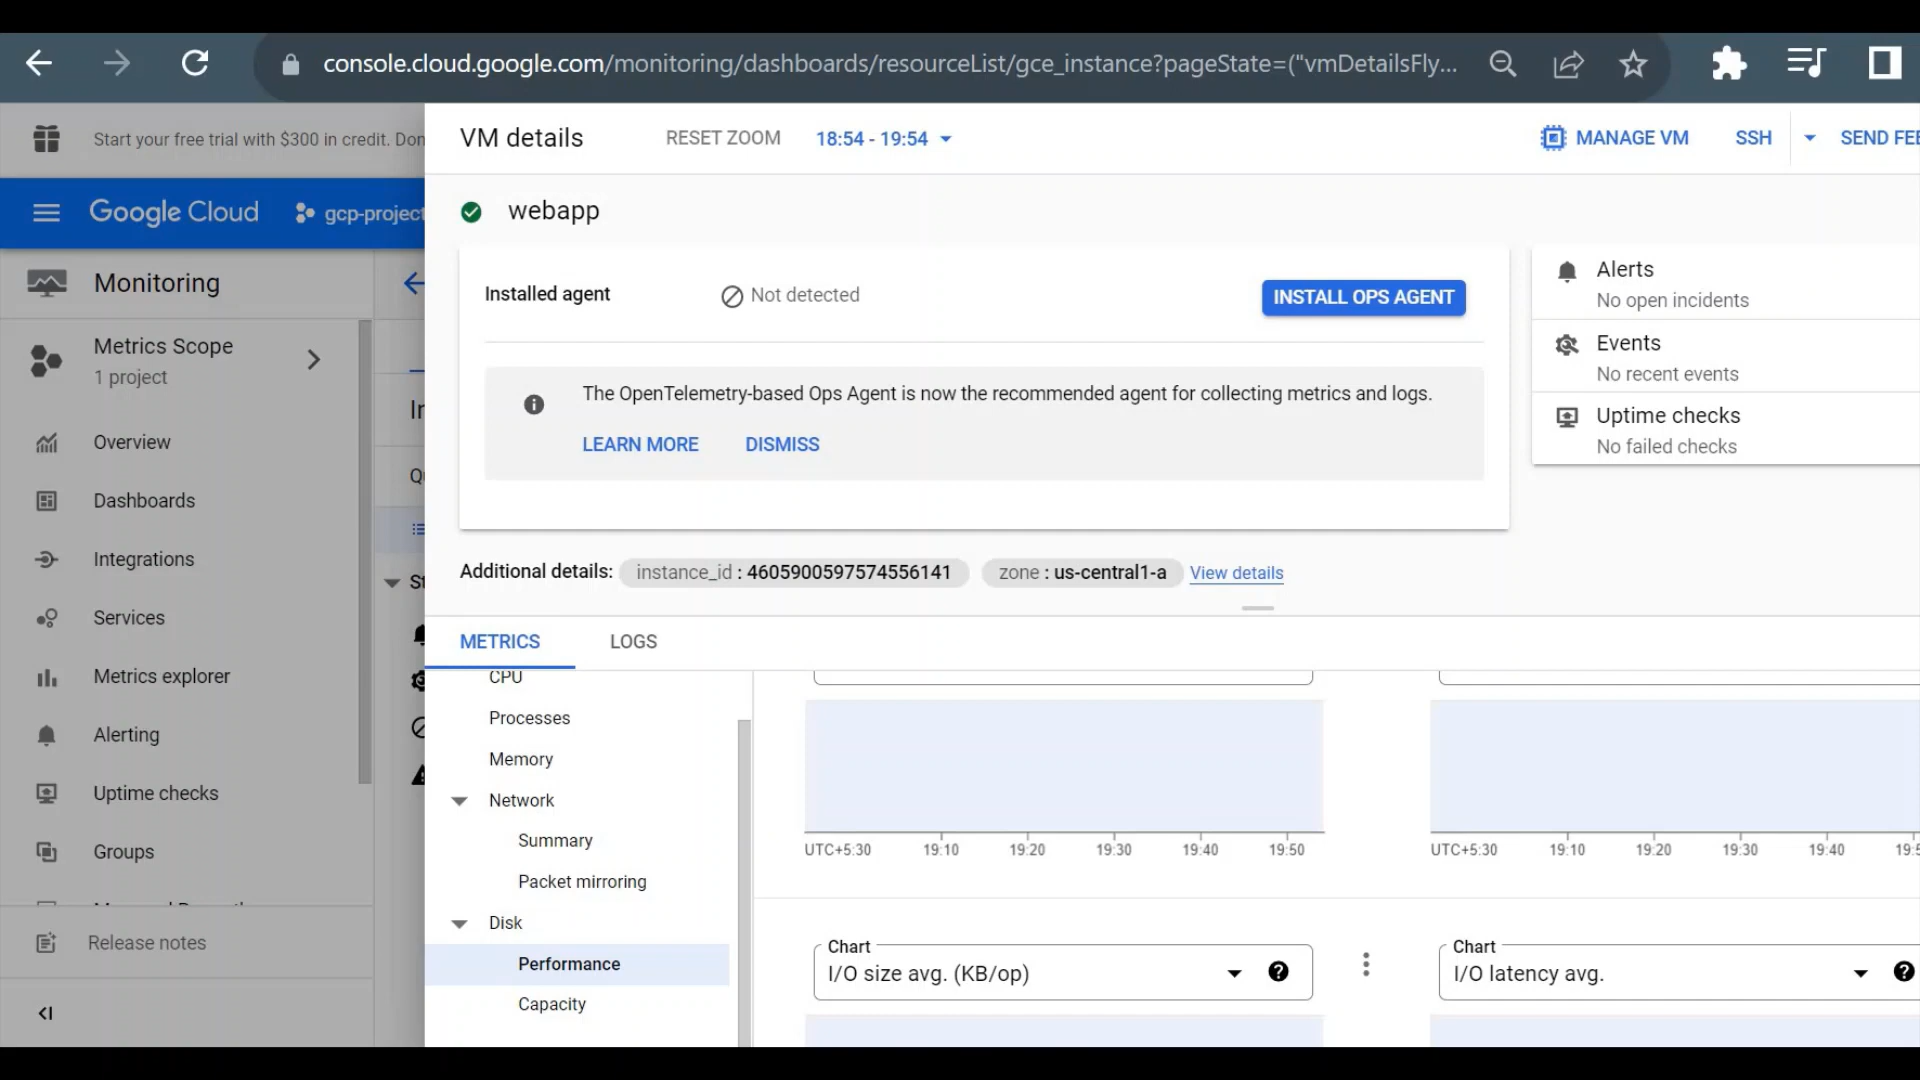 console.cloud.google.com/monitoring/dashboards/resourceList/gce_instance?pageState=("vmDetailsFly...
Start your free trial with $300 in credit. Don
Google Cloud
gcp-project
Monitoring
Metrics Scope
1 project
Overview
Dashboards
Integrations
Services
Metrics explorer
Alerting
Uptime checks
Groups
Release notes
VM details
RESET ZOOM
18:54 - 19:54
MANAGE VM
SSH
SEND FEE
webapp
Installed agent
Not detected
INSTALL OPS AGENT
The OpenTelemetry-based Ops Agent is now the recommended agent for collecting metrics and logs.
LEARN MORE
DISMISS
Alerts
No open incidents
Events
No recent events
Uptime checks
No failed checks
Additional details:
instance_id : 4605900597574556141
zone : us-central1-a
View details
METRICS
LOGS
CPU
Processes
Memory
Network
Summary
Packet mirroring
Disk
Performance
Capacity
UTC+5:30 19:10 19:20 19:30 19:40 19:50
UTC+5:30 19:10 19:20 19:30 19:40 19:5
Chart
I/O size avg. (KB/op)
Chart
I/O latency avg.